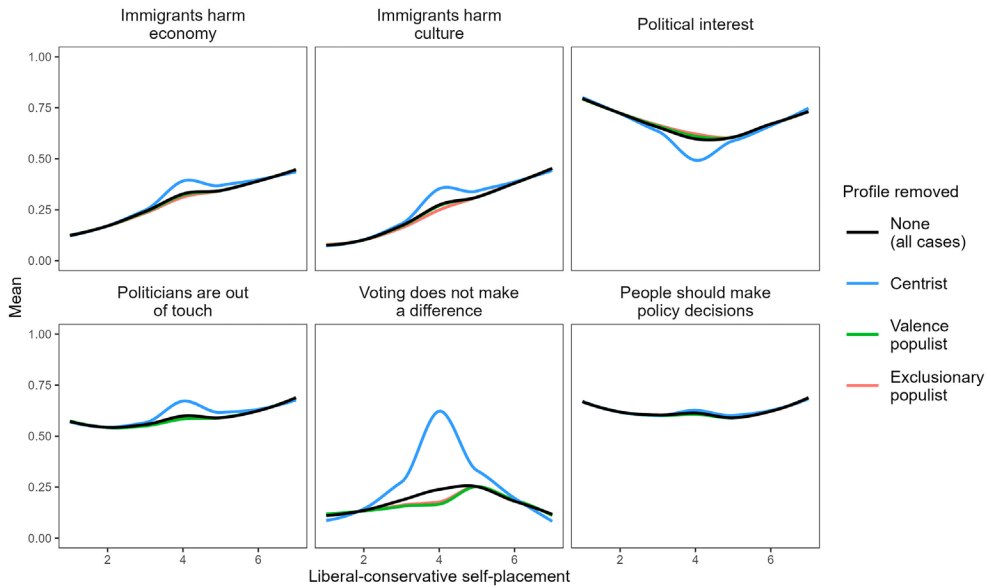 Immigrants harm
economy
Immigrants harm
culture
Political interest
1.00
0.75
0.50
0.25
0.00
Politicians are out
of touch
Voting does not make
a difference
People should make
policy decisions
1.00
0.75
0.50
0.25
0.00
Mean
2
4
6
2
4
6
2
4
6
Liberal-conservative self-placement
Profile removed
None
(all cases)
Centrist
Valence
populist
Exclusionary
populist